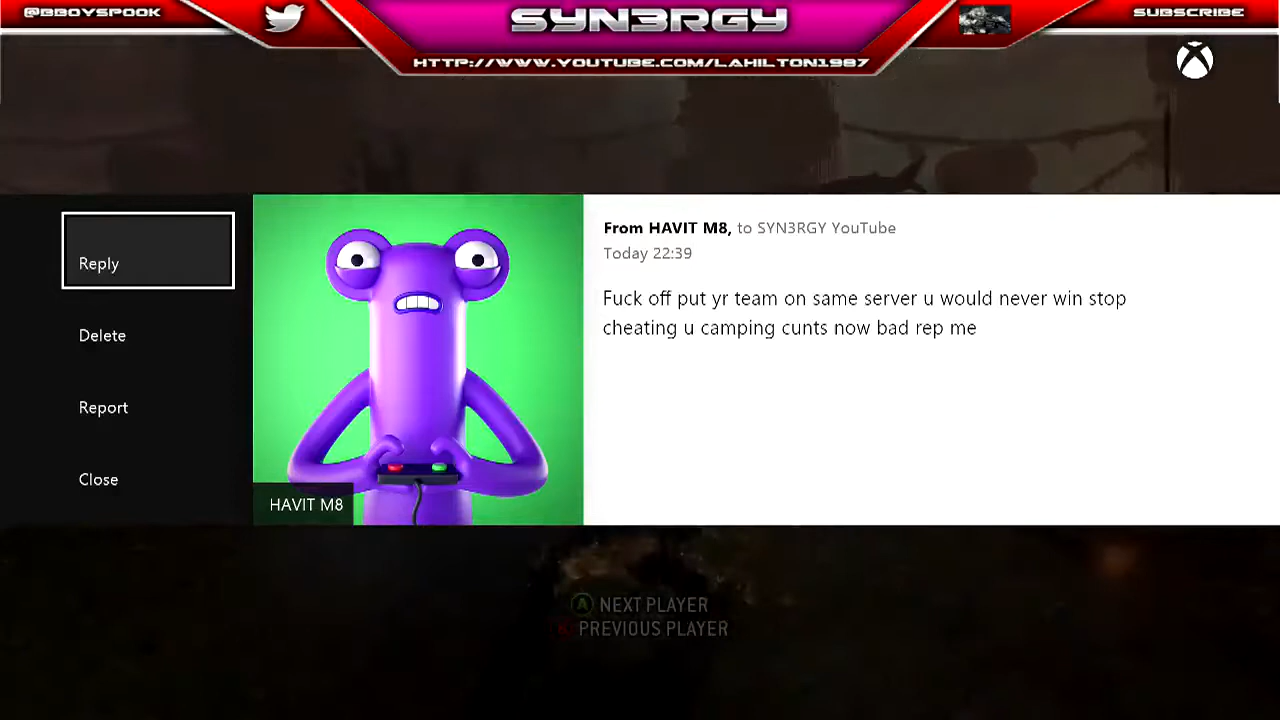 @BBOYSPOOK
SYN3RGY
SUBSCRIBE
HTTP://WWW.YOUTUBE.COM/LAHILTON1987
Reply
Delete
Report
Close
HAVIT M8
From HAVIT M8, to SYN3RGY YouTube
Today 22:39
Fuck off put yr team on same server u would never win stop
cheating u camping cunts now bad rep me
A NEXT PLAYER
PREVIOUS PLAYER